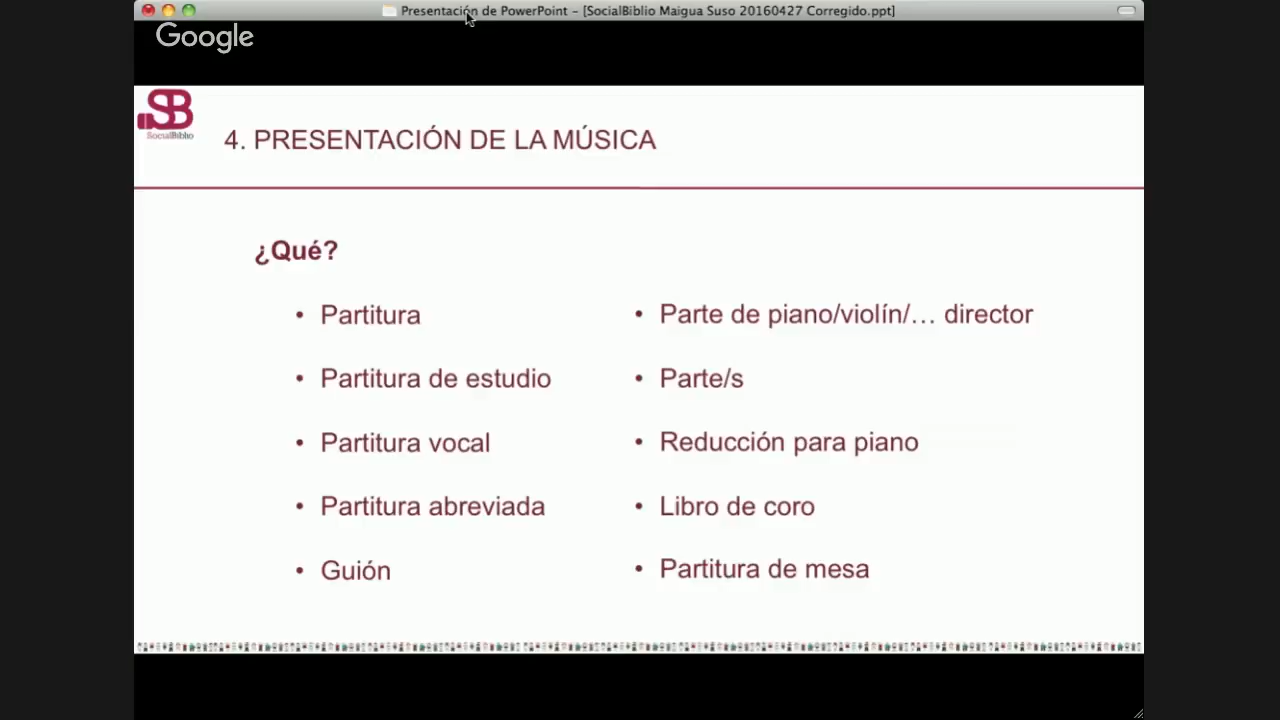 Presentación de PowerPoint – [SocialBiblio Maigua Suso 20160427 Corregido.ppt]
Google
SB
SocialBiblio
4. PRESENTACIÓN DE LA MÚSICA
¿Qué?
• Partitura
• Partitura de estudio
• Partitura vocal
• Partitura abreviada
• Guión
• Parte de piano/violín/… director
• Parte/s
• Reducción para piano
• Libro de coro
• Partitura de mesa